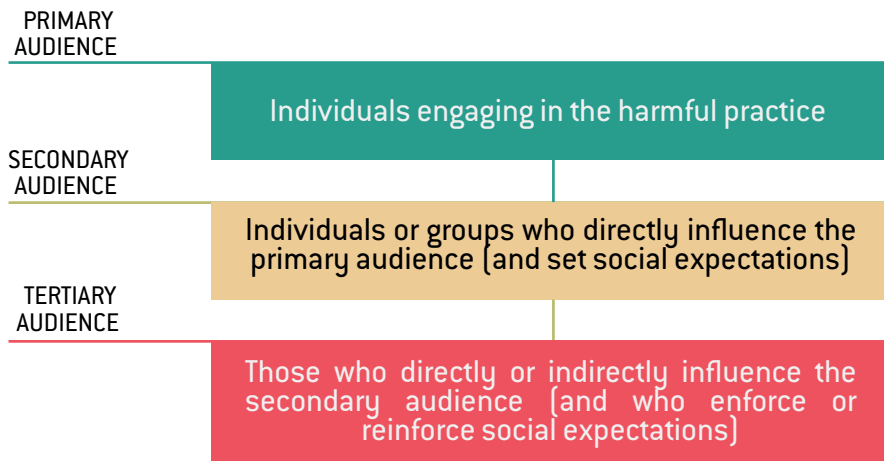 PRIMARY
AUDIENCE
Individuals engaging in the harmful practice
SECONDARY
AUDIENCE
Individuals or groups who directly influence the
primary audience (and set social expectations)
TERTIARY
AUDIENCE
Those who directly or indirectly influence the
secondary audience (and who enforce or
reinforce social expectations)